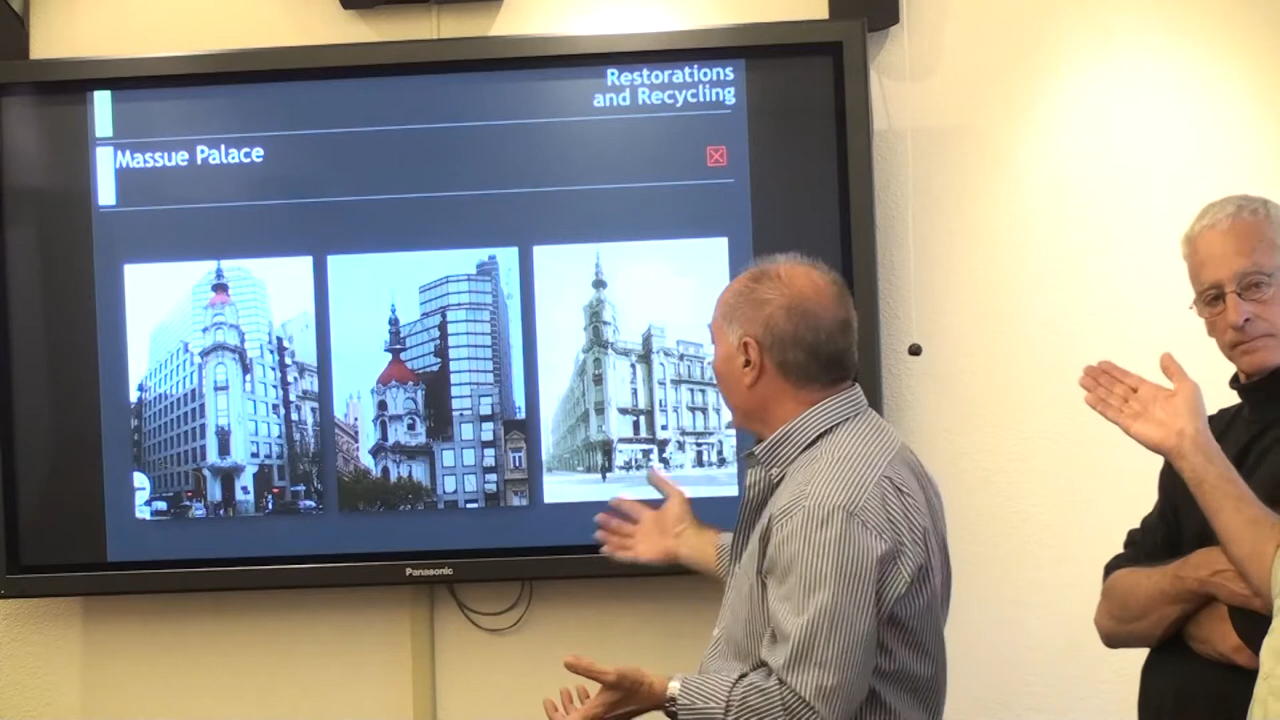 Restorations
and Recycling
Massue Palace
Panasonic